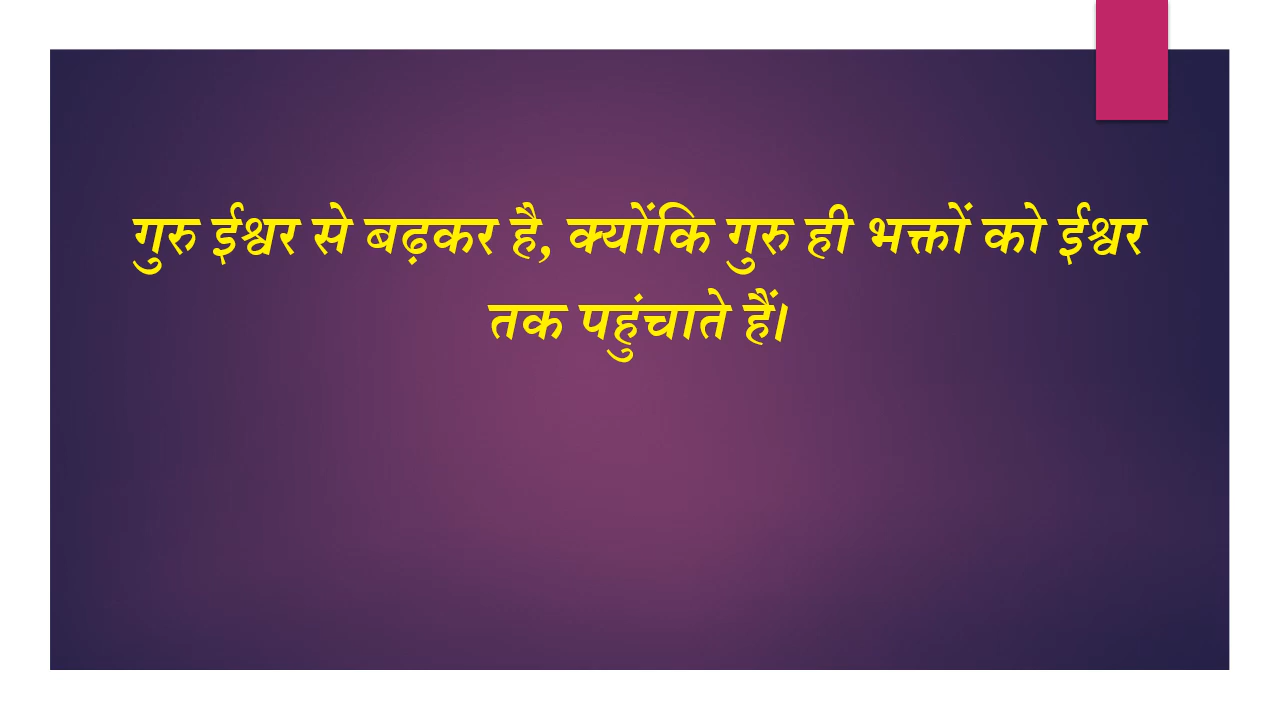 गुरु ईश्वर से बढ़कर है, क्योंकि गुरु ही भक्तों को ईश्वर
तक पहुंचाते हैं।